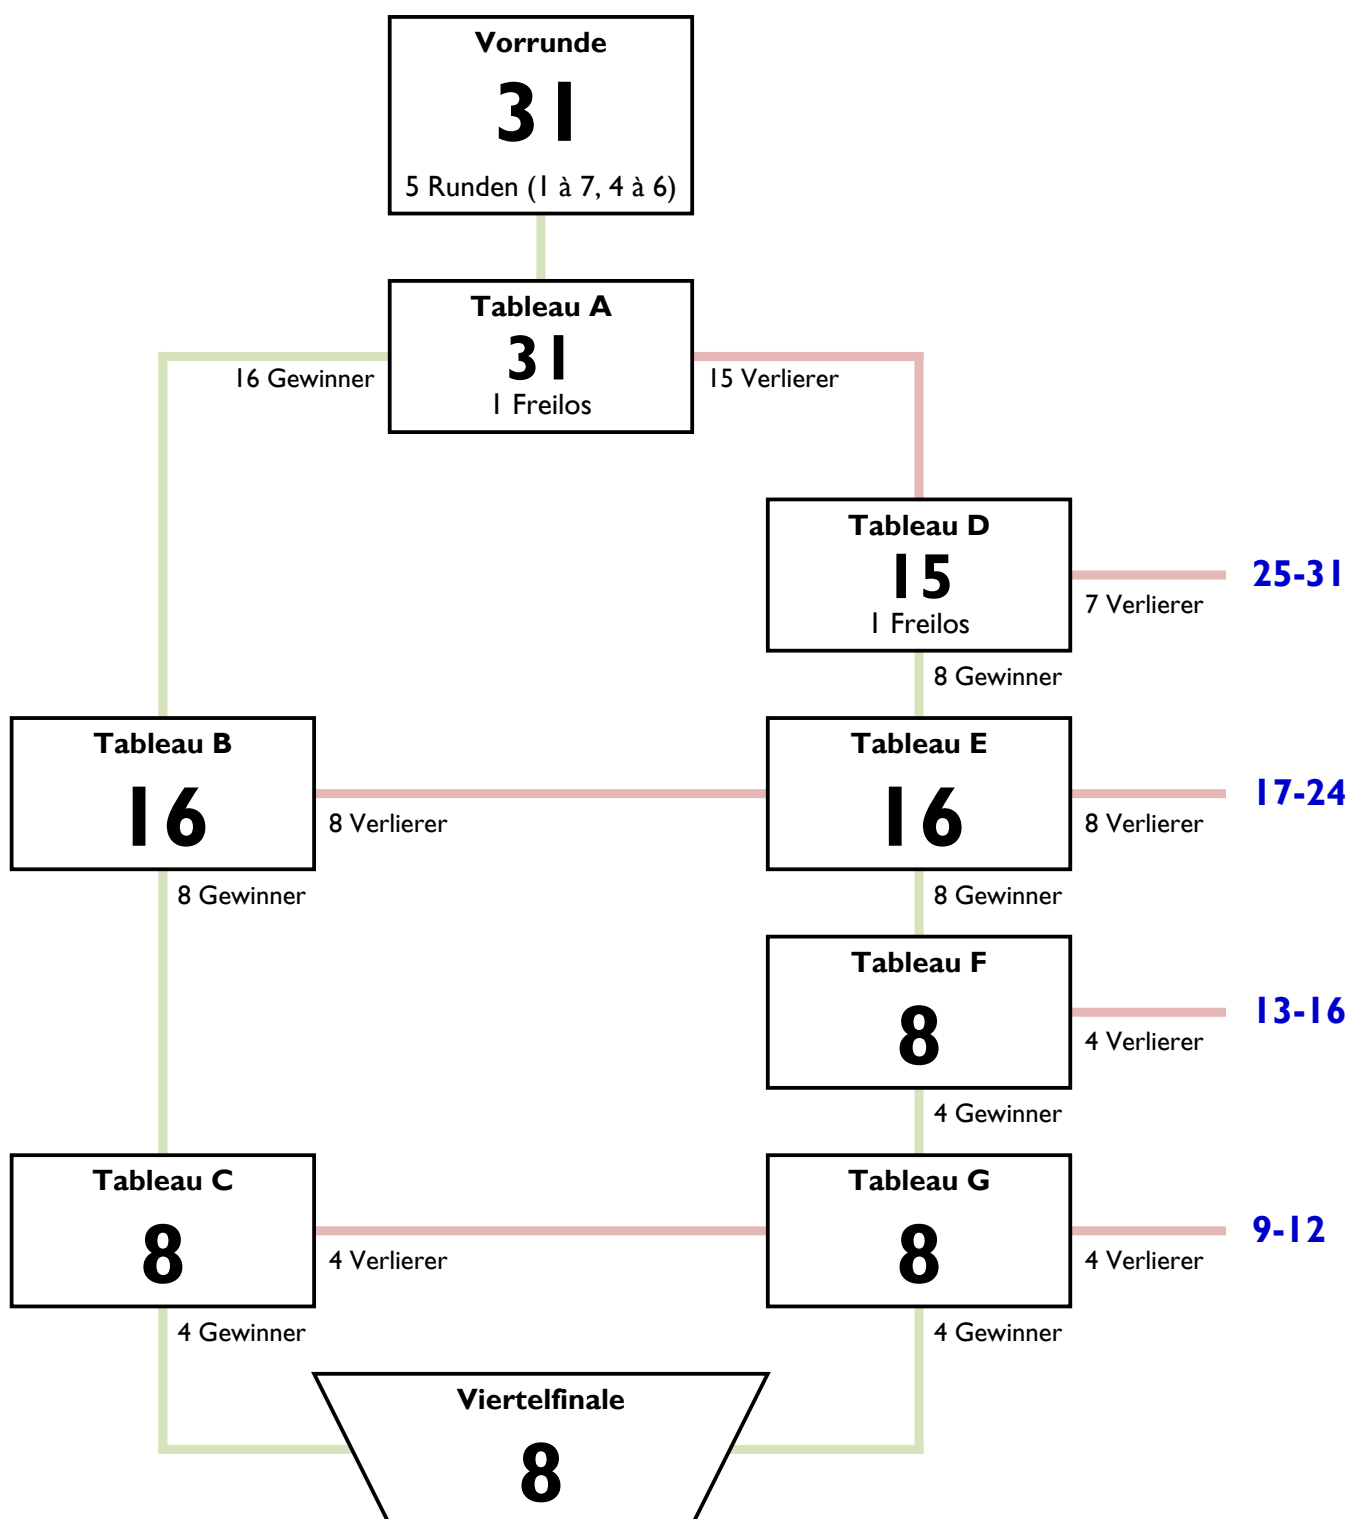 Vorrunde
31
5 Runden (1 à 7, 4 à 6)
Tableau A
31
1 Freilos
16 Gewinner
15 Verlierer
Tableau D
15
1 Freilos
25-31
7 Verlierer
8 Gewinner
Tableau B
16
8 Verlierer
8 Gewinner
Tableau E
16
17-24
8 Verlierer
8 Gewinner
Tableau F
8
13-16
4 Verlierer
4 Gewinner
Tableau C
8
4 Verlierer
4 Gewinner
Tableau G
8
9-12
4 Verlierer
4 Gewinner
Viertelfinale
8